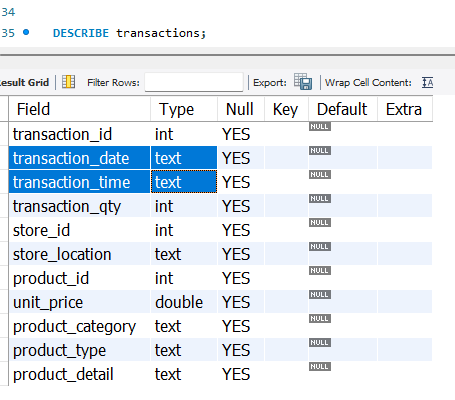 34
35 DESCRIBE transactions;
Result Grid Filter Rows: Export: Wrap Cell Content: IA
Field Type Null Key Default Extra
transaction_id int YES NULL
transaction_date text YES NULL
transaction_time text YES NULL
transaction_qty int YES NULL
store_id int YES NULL
store_location text YES NULL
product_id int YES NULL
unit_price double YES NULL
product_category text YES NULL
product_type text YES NULL
product_detail text YES NULL